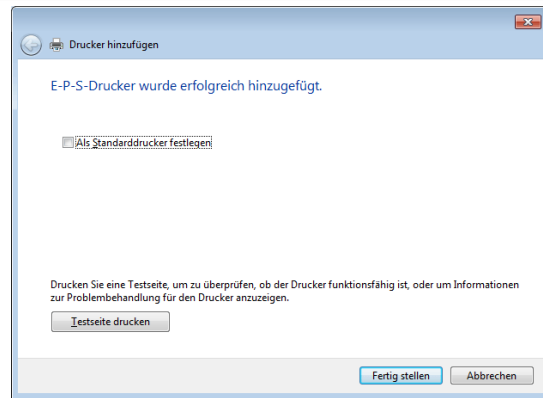 Drucker hinzufügen
E-P-S-Drucker wurde erfolgreich hinzugefügt.
Als Standarddrucker festlegen
Drucken Sie eine Testseite, um zu überprüfen, ob der Drucker funktionsfähig ist, oder um Informationen
zur Problembehandlung für den Drucker anzuzeigen.
Testseite drucken
Fertig stellen Abbrechen